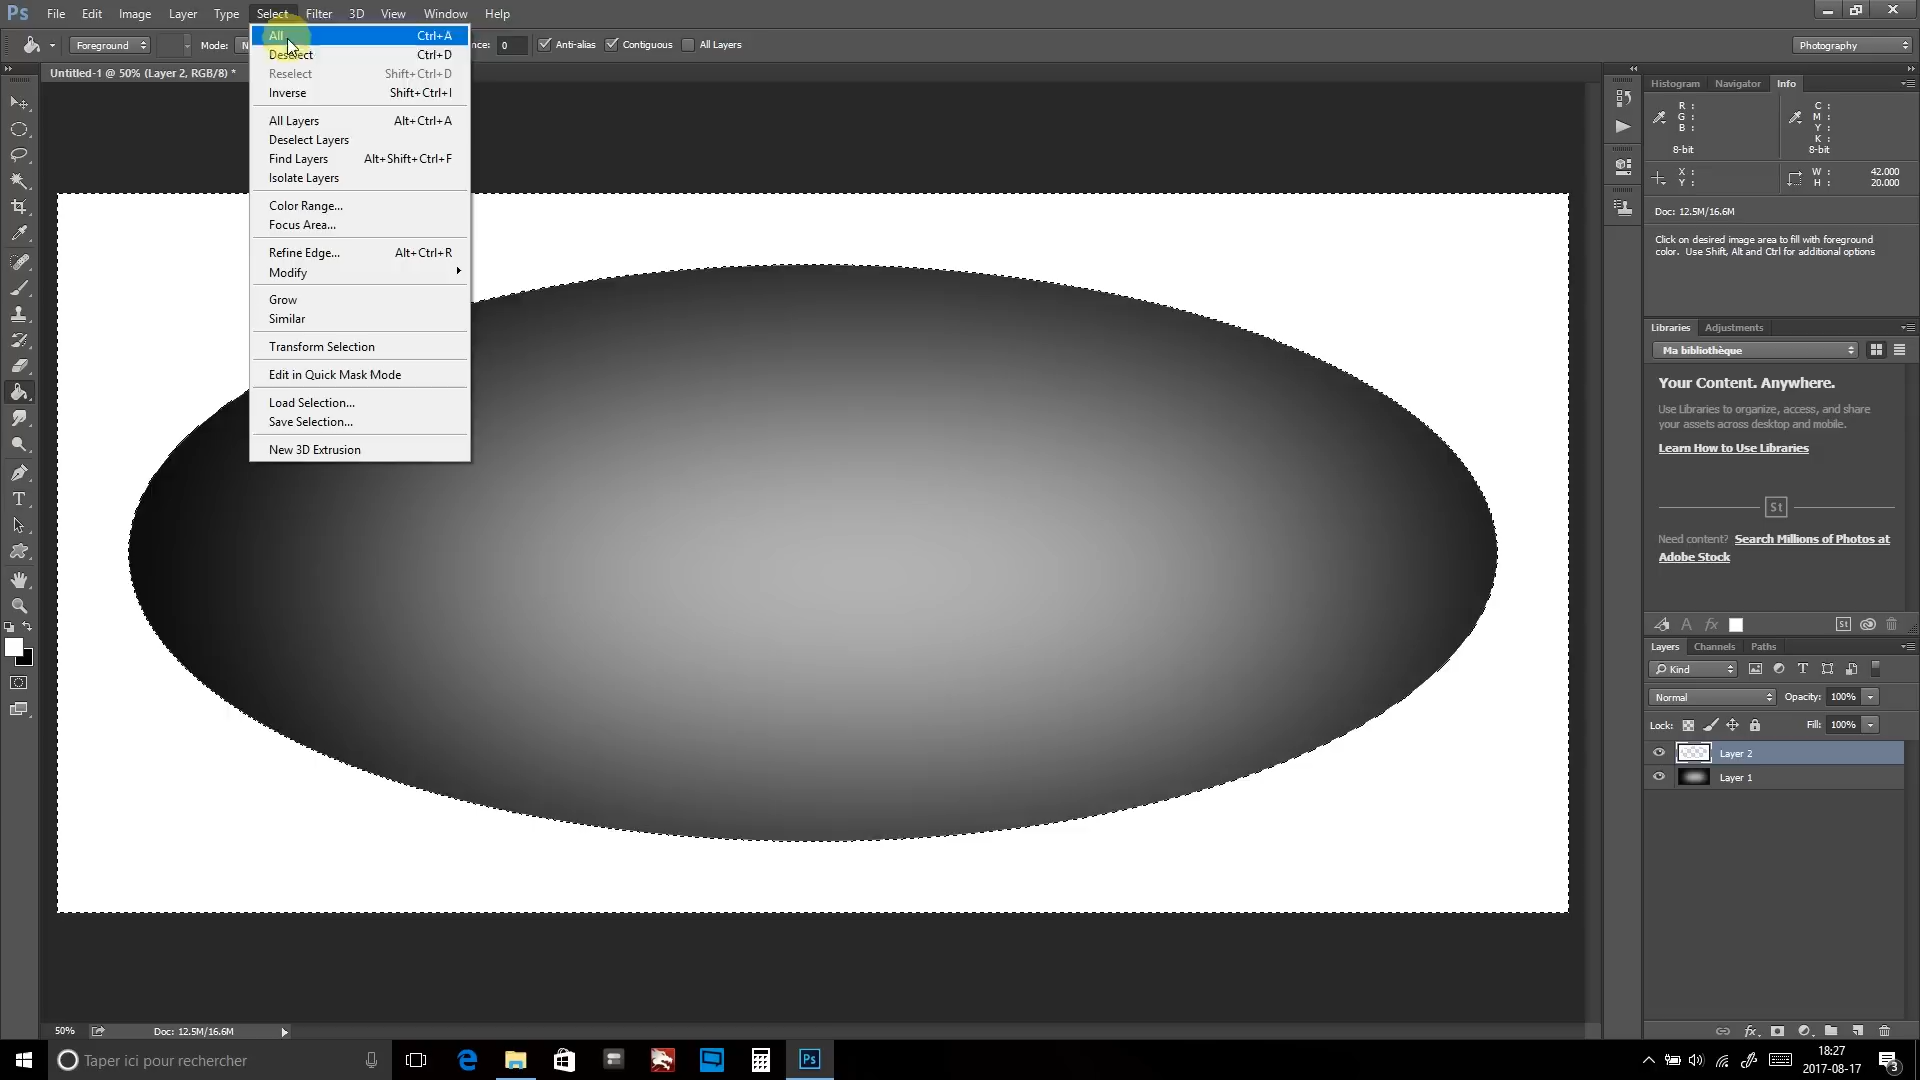 Ps File Edit Image Layer Type Select Filter 3D View Window Help
Foreground Mode: N nce: 0 Anti-alias Contiguous All Layers Photography
Untitled-1 @ 50% (Layer 2, RGB/8) *
All Ctrl+A
Deselect Ctrl+D
Reselect Shift+Ctrl+D
Inverse Shift+Ctrl+I
All Layers Alt+Ctrl+A
Deselect Layers
Find Layers Alt+Shift+Ctrl+F
Isolate Layers
Color Range...
Focus Area...
Refine Edge... Alt+Ctrl+R
Modify
Grow
Similar
Transform Selection
Edit in Quick Mask Mode
Load Selection...
Save Selection...
New 3D Extrusion
Histogram Navigator Info
R : C :
G : M :
B : Y :
K :
8-bit 8-bit
X : W : 42.000
Y : H : 20.000
Doc: 12.5M/16.6M
Click on desired image area to fill with foreground
color. Use Shift, Alt and Ctrl for additional options
Libraries Adjustments
Ma bibliothèque
Your Content. Anywhere.
Use Libraries to organize, access, and share
your assets across desktop and mobile.
Learn How to Use Libraries
St
Need content? Search Millions of Photos at
Adobe Stock
A fx St
Layers Channels Paths
Kind T
Normal Opacity: 100%
Lock: Fill: 100%
Layer 2
Layer 1
fx
T
50% Doc: 12.5M/16.6M
Taper ici pour rechercher
Ps
18:27
2017-08-17
3